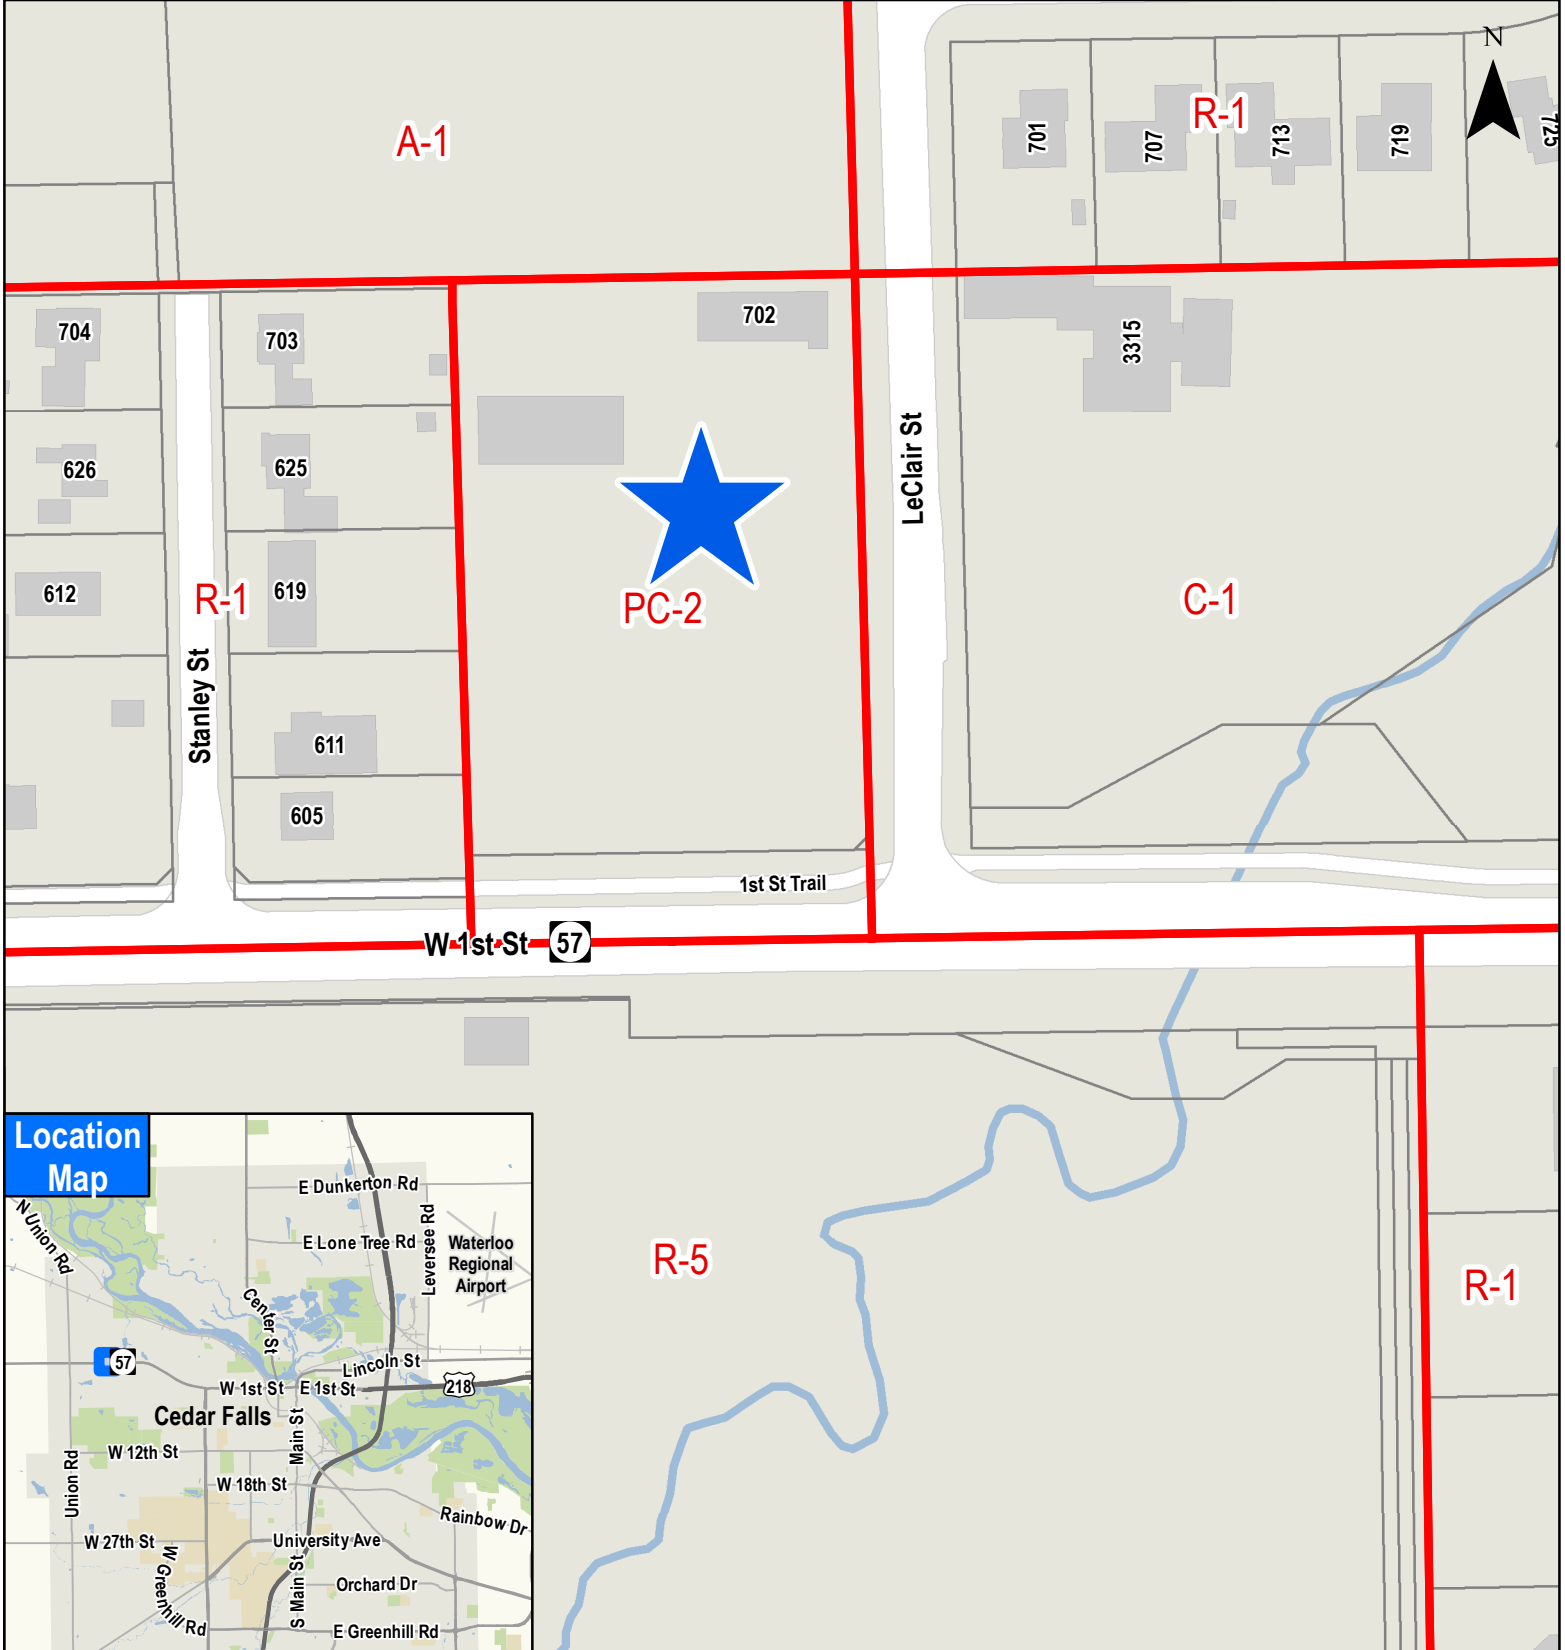 N
A-1
R-1
701
707
713
719
725
704
703
702
3315
626
625
LeClair St
612
R-1
619
PC-2
C-1
Stanley St
611
605
1st St Trail
W 1st St
57
R-5
R-1
Location
Map
N Union Rd
E Dunkerton Rd
E Lone Tree Rd
Leversee Rd
Waterloo
Regional
Airport
Center St
57
Lincoln St
W 1st St
E 1st St
218
Cedar Falls
Main St
W 12th St
Union Rd
W 18th St
Rainbow Dr
W 27th St
University Ave
W Greenhill Rd
S Main St
Orchard Dr
E Greenhill Rd